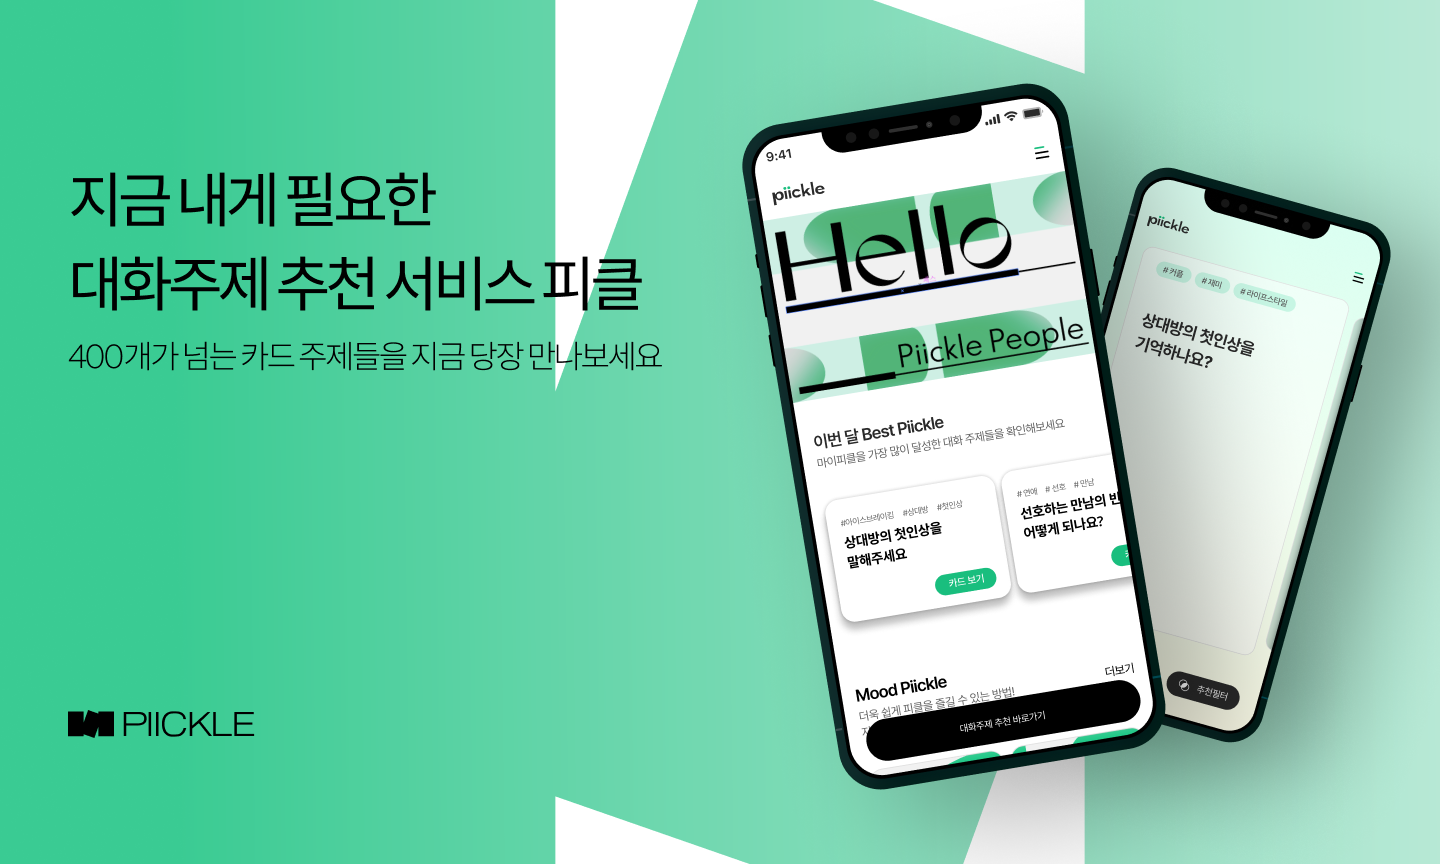 지금 내게 필요한
대화주제 추천 서비스 피클
400개가 넘는 카드 주제들을 지금 당장 만나보세요
PIICKLE
9:41
piickle
Hello
Piickle People
이번 달 Best Piickle
마이피클을 가장 많이 달성한 대화 주제들을 확인해보세요
#아이스브레이킹 #상대방 #첫인상
상대방의 첫인상을
말해주세요
카드 보기
# 연애 # 선호 # 만남
선호하는 만남의 빈
어떻게 되나요?
Mood Piickle
더보기
더욱 쉽게 피클을 즐길 수 있는 방법!
대화주제 추천 바로가기
piickle
# 커플 # 재미 # 라이프스타일
상대방의 첫인상을
기억하나요?
추천필터